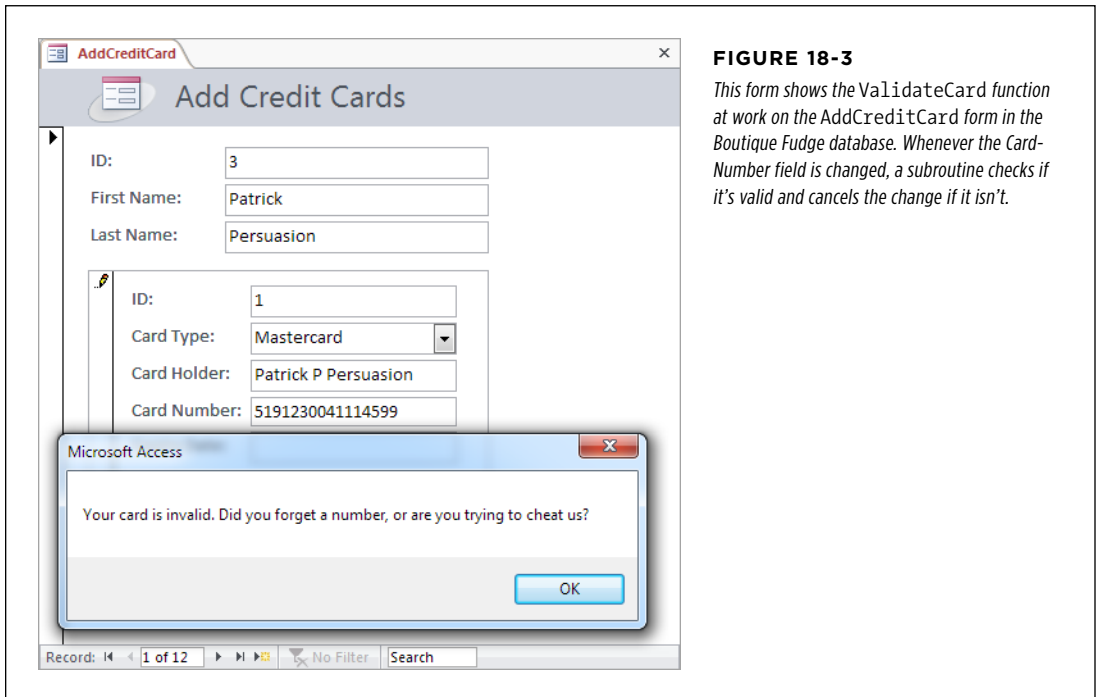 AddCreditCard
Add Credit Cards
ID:
3
First Name:
Patrick
Last Name:
Persuasion
ID:
1
Card Type:
Mastercard
Card Holder:
Patrick P Persuasion
Card Number:
5191230041114599
Microsoft Access
Your card is invalid. Did you forget a number, or are you trying to cheat us?
OK
Record:
1 of 12
No Filter
Search
FIGURE 18-3
This form shows the ValidateCard function
at work on the AddCreditCard form in the
Boutique Fudge database. Whenever the Card-
Number field is changed, a subroutine checks if
it's valid and cancels the change if it isn't.